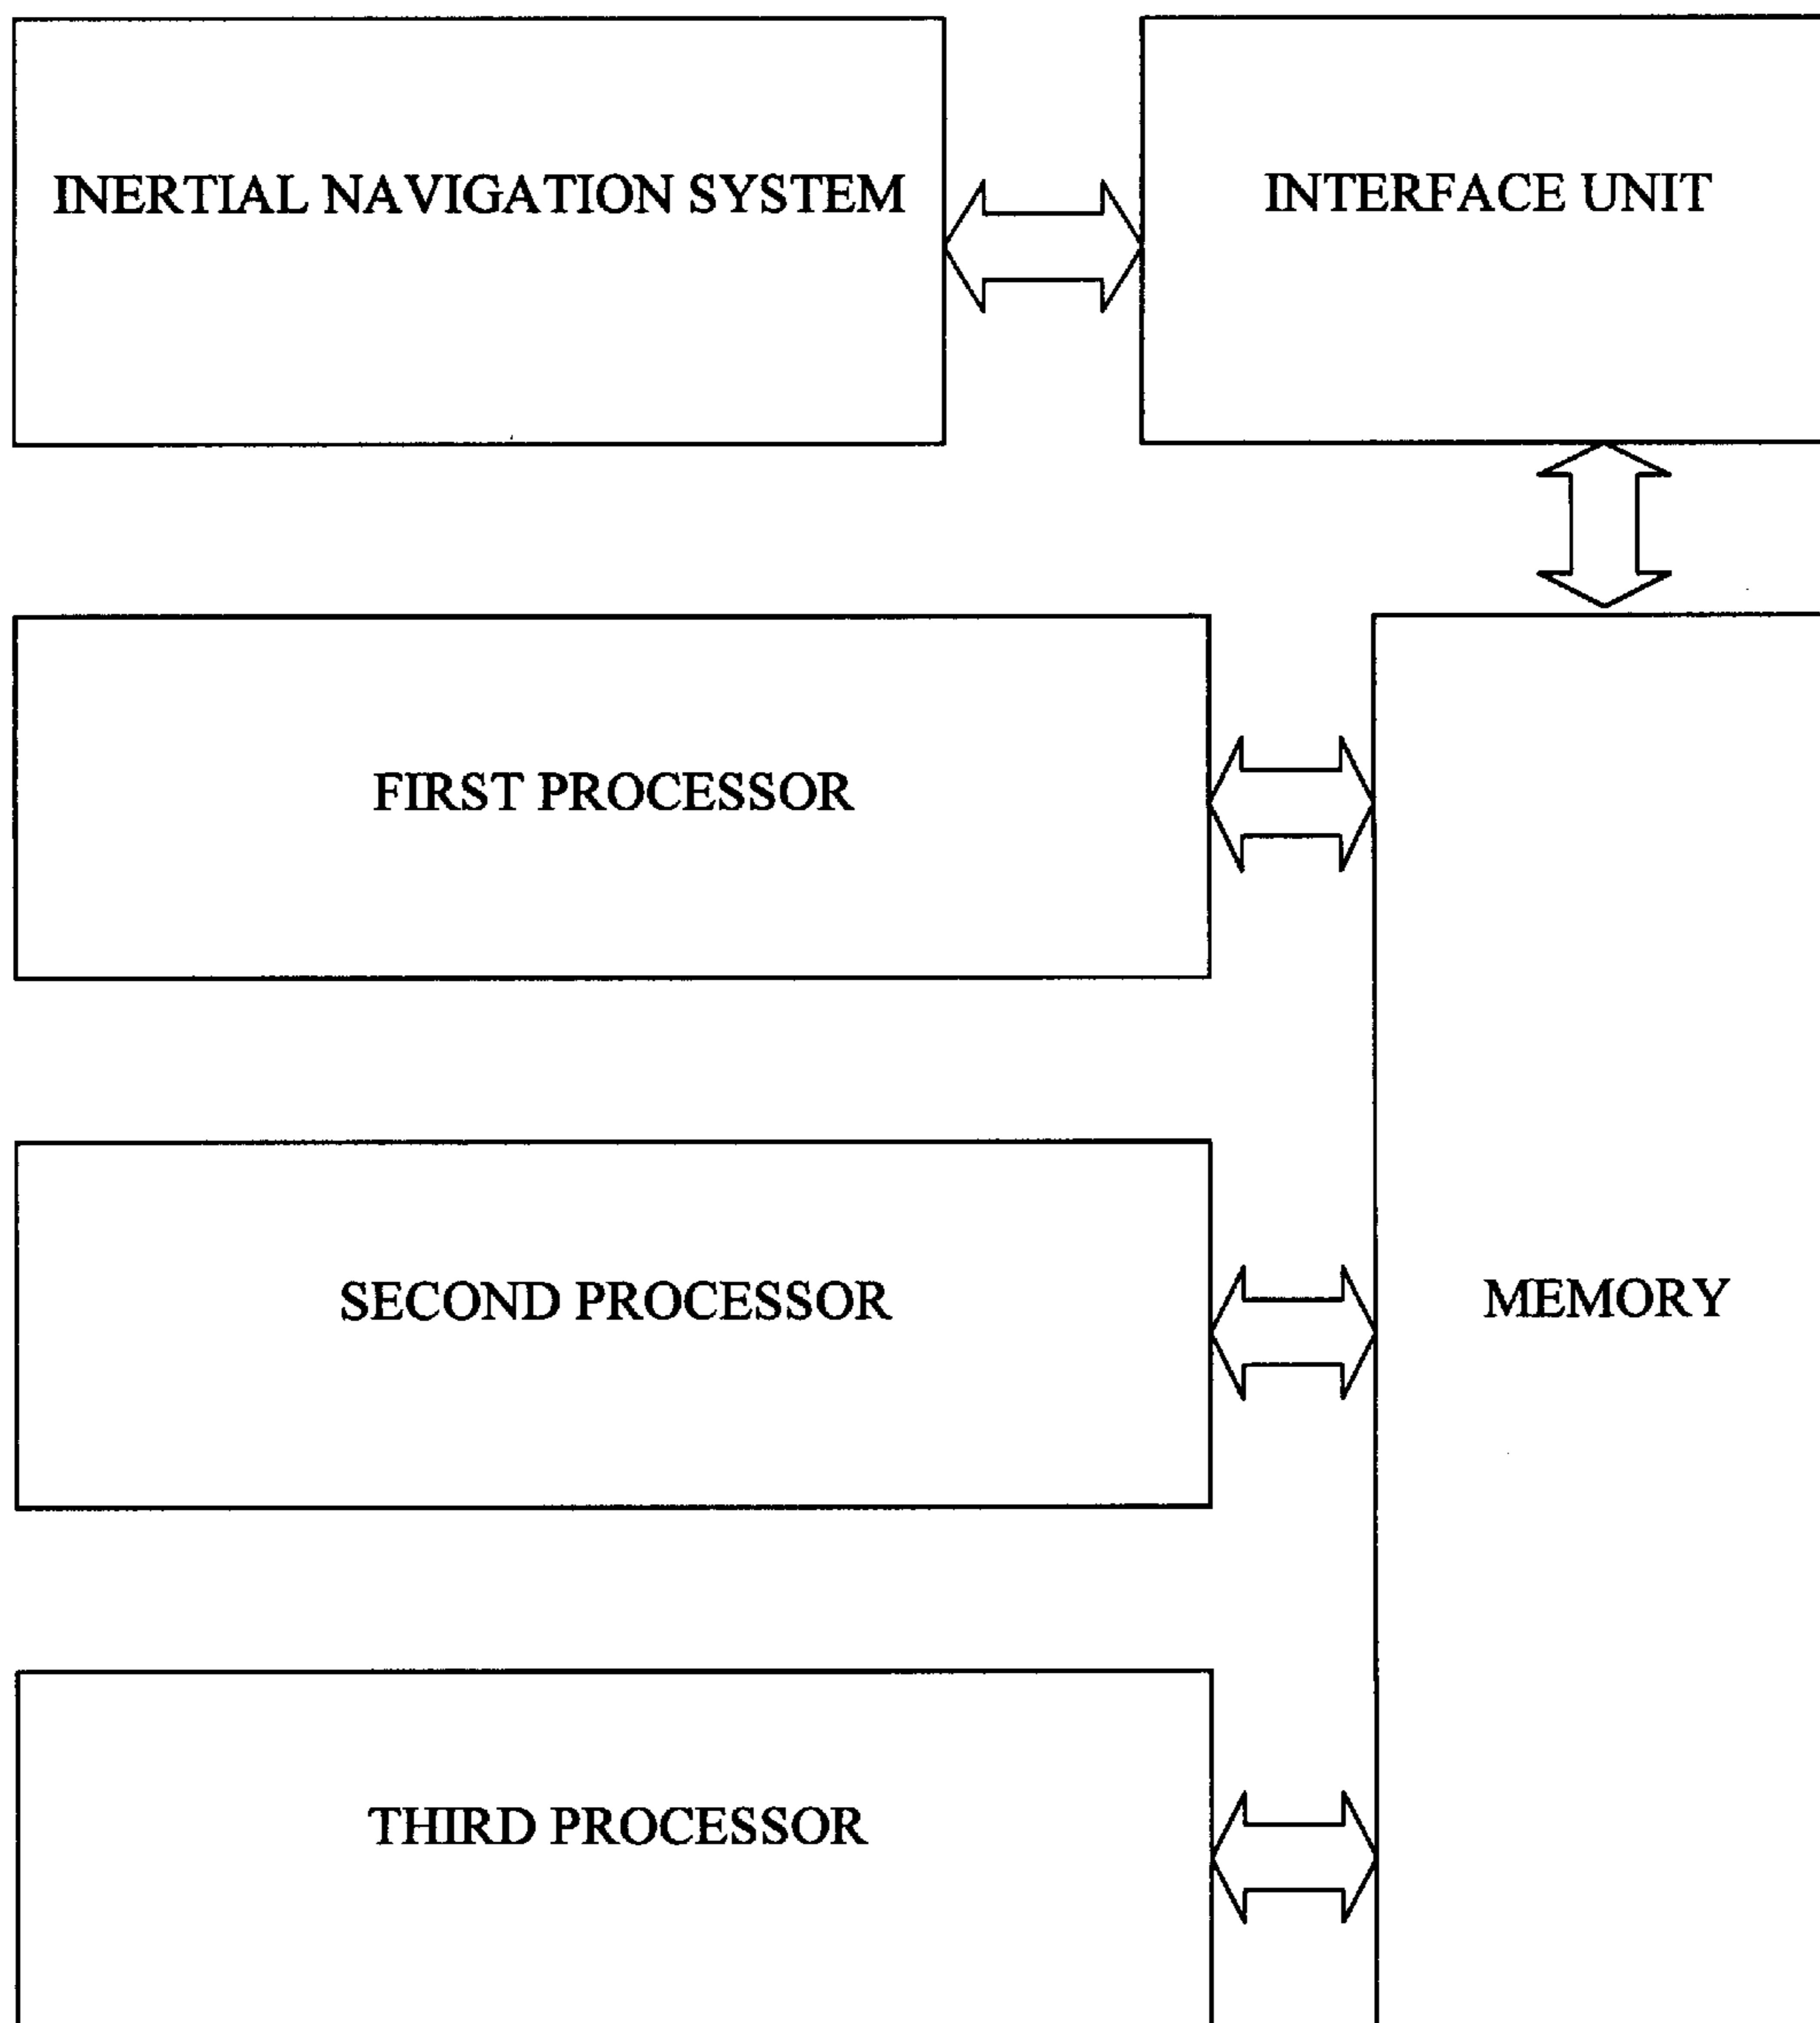 INERTIAL NAVIGATION SYSTEM
INTERFACE UNIT
FIRST PROCESSOR
SECOND PROCESSOR
MEMORY
THIRD PROCESSOR